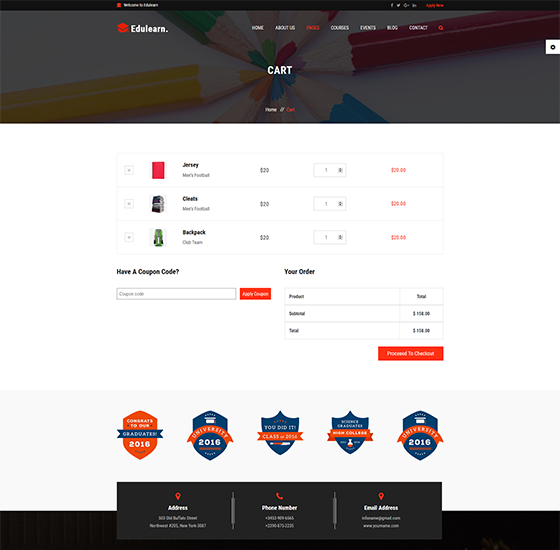 Welcome to Edulearn
Apply Now
Edulearn.
HOME ABOUT US PAGES COURSES EVENTS BLOG CONTACT
CART
Home // Cart
Jersey
Men's Football
$20
1
$20.00
Cleats
Men's Football
$20
1
$20.00
Backpack
Club Team
$20
1
$20.00
Have A Coupon Code?
Coupon code
Apply Coupon
Your Order
Product Total
Subtotal $ 158.00
Total $ 158.00
Proceed To Checkout
CONGRATS
TO OUR
GRADUATES!
2016
UNIVERSITY
2016
YOU DID IT!
CLASS of 2016
SCIENCE
GRADUATES
HIGH COLLEGE
UNIVERSITY
2016
Address
503 Old Buffalo Street
Northwest #205, New York-3087
Phone Number
+3453-909-6565
+2390-875-2235
Email Address
infoname@gmail.com
www.yourname.com